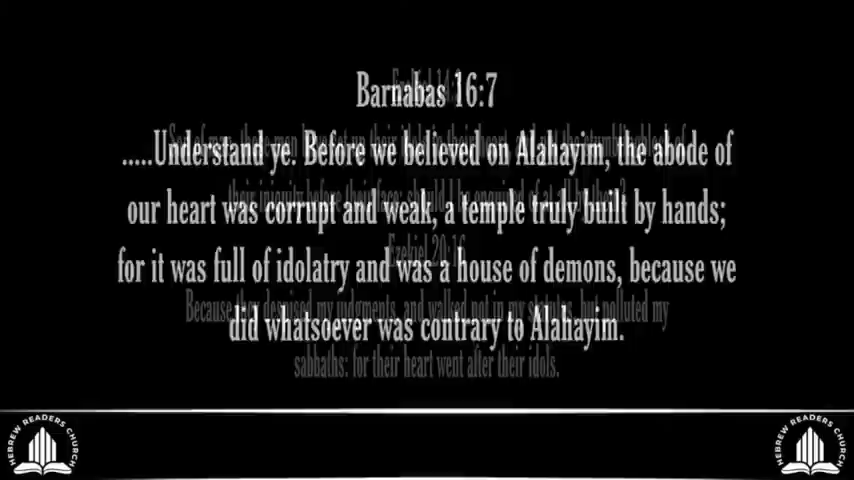 Barnabas 16:7
.....Understand ye. Before we believed on Alahayim, the abode of
our heart was corrupt and weak, a temple truly built by hands;
for it was full of idolatry and was a house of demons, because we
did whatsoever was contrary to Alahayim.
Ezekiel 20:16
Because they despised my judgments, and walked not in my statutes, but polluted my
sabbaths: for their heart went after their idols.
HEBREW READERS CHURCH
HEBREW READERS CHURCH